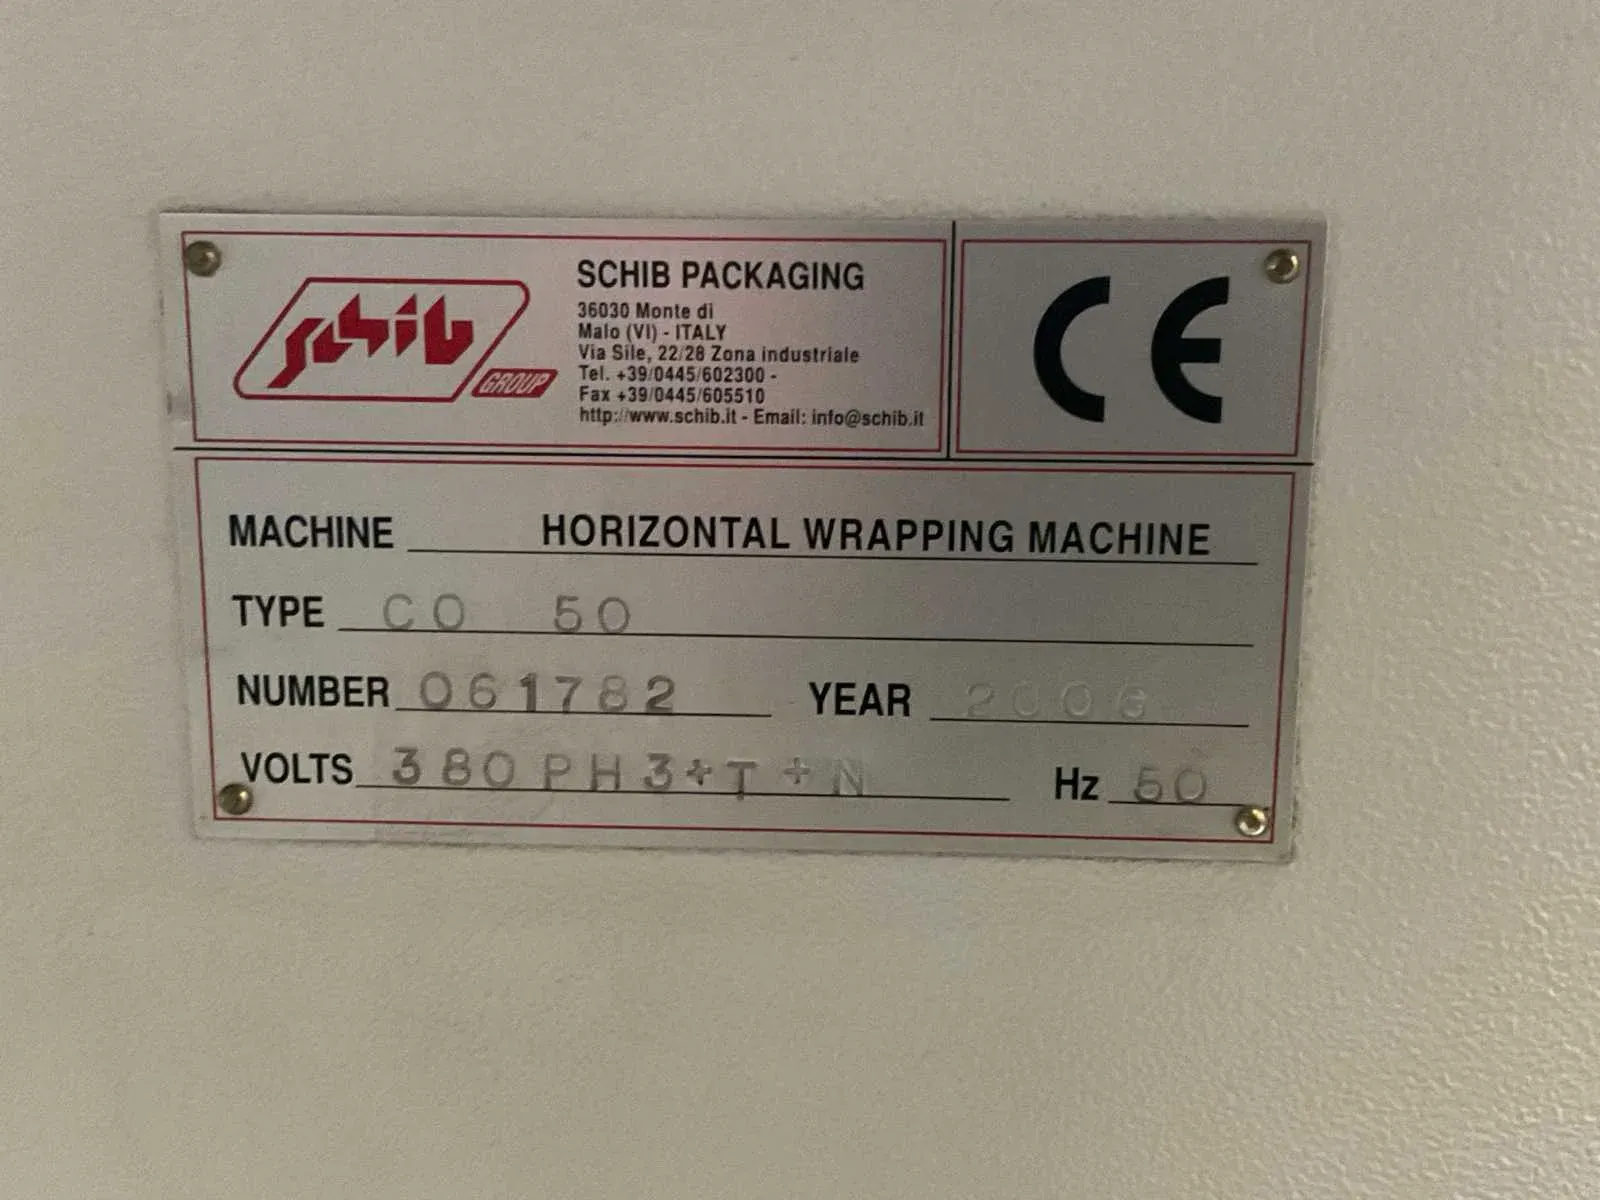 schib
GROUP
SCHIB PACKAGING
36030 Monte di
Malo (VI) - ITALY
Via Sile, 22/28 Zona industriale
Tel. +39/0445/602300 -
Fax +39/0445/605510
http://www.schib.it - Email: info@schib.it
CE
MACHINE HORIZONTAL WRAPPING MACHINE
TYPE CO 50
NUMBER 061782 YEAR 2006
VOLTS 380 PH3+T+N Hz 50